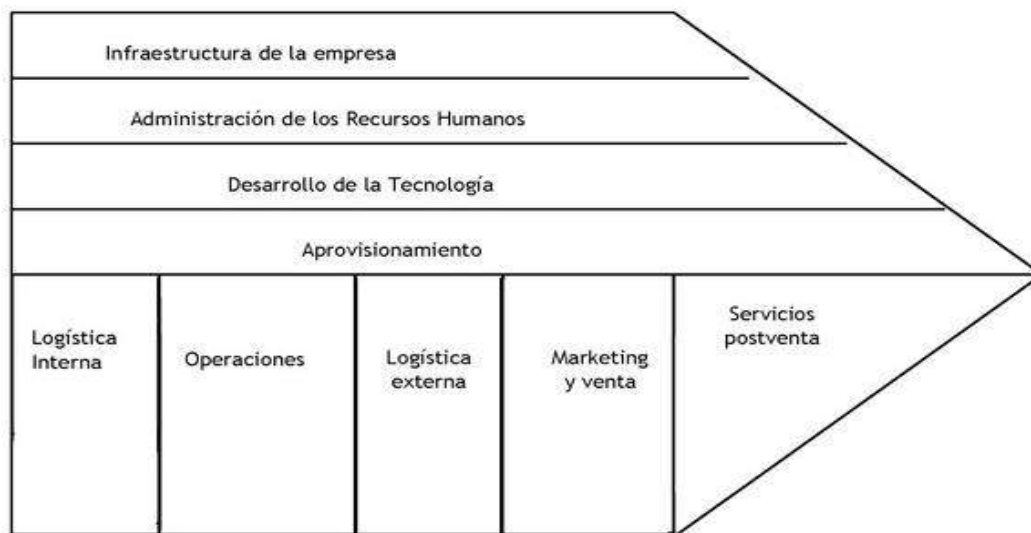 Infraestructura de la empresa
Administración de los Recursos Humanos
Desarrollo de la Tecnología
Aprovisionamiento
Logística
Interna
Operaciones
Logística
externa
Marketing
y venta
Servicios
postventa